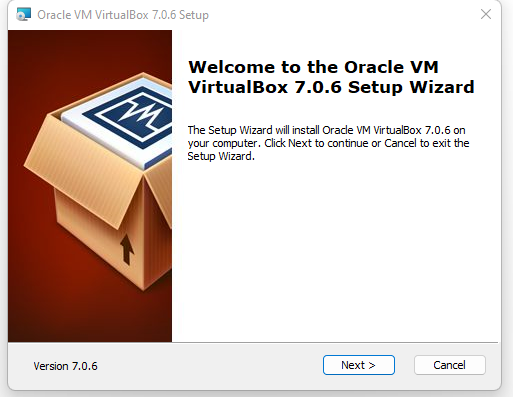 Oracle VM VirtualBox 7.0.6 Setup
Welcome to the Oracle VM
VirtualBox 7.0.6 Setup Wizard
The Setup Wizard will install Oracle VM VirtualBox 7.0.6 on
your computer. Click Next to continue or Cancel to exit the
Setup Wizard.
Version 7.0.6
Next >
Cancel